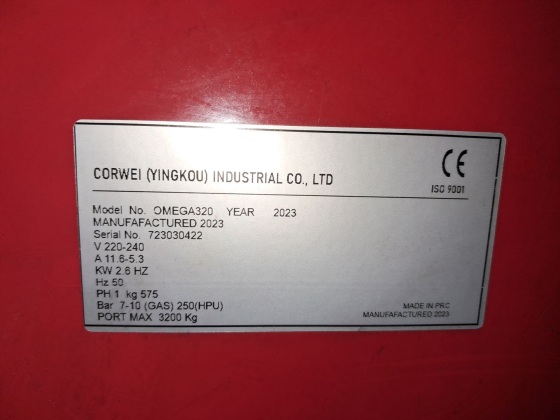 CORWEI (YINGKOU) INDUSTRIAL CO., LTD
CE
ISO 9001
Model No. OMEGA320 YEAR 2023
MANUFAFACTURED 2023
Serial No. 723030422
V 220-240
A 11.6-5.3
KW 2.6 HZ
Hz 50
PH 1 kg 575
Bar 7-10 (GAS) 250(HPU)
PORT MAX 3200 Kg
MADE IN PRC
MANUFAFACTURED 2023